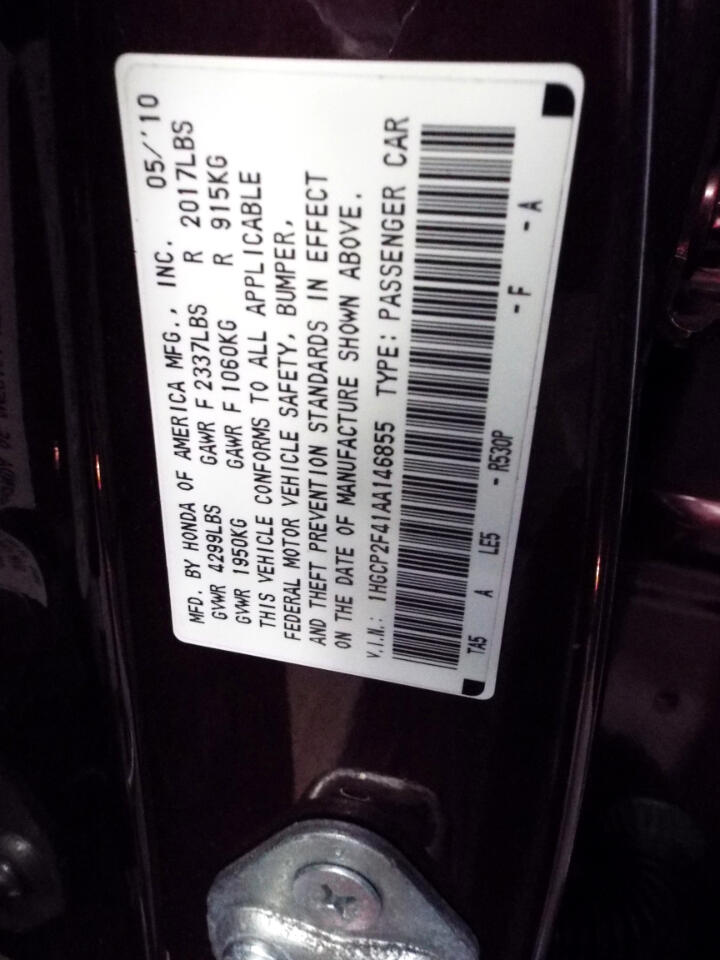 MFD. BY HONDA OF AMERICA MFG., INC. 05/'10
GVWR 4299LBS GAWR F 2337LBS R 2017LBS
GVWR 1950KG GAWR F 1060KG R 915KG
THIS VEHICLE CONFORMS TO ALL APPLICABLE
FEDERAL MOTOR VEHICLE SAFETY, BUMPER,
AND THEFT PREVENTION STANDARDS IN EFFECT
ON THE DATE OF MANUFACTURE SHOWN ABOVE.
V.I.N.: 1HGCP2F41AA146855 TYPE: PASSENGER CAR
TA5 A LE5 - R530P - F - A